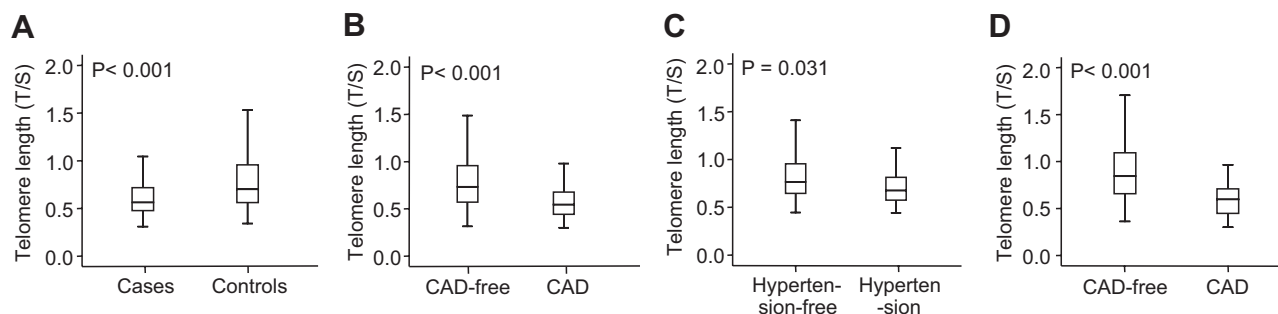 A
Telomere length (T/S)
2.0
1.5
1.0
0.5
0.0
P< 0.001
Cases
Controls
B
Telomere length (T/S)
2.0
1.5
1.0
0.5
0.0
P< 0.001
CAD-free
CAD
C
Telomere length (T/S)
2.0
1.5
1.0
0.5
0.0
P = 0.031
Hyperten-
sion-free
Hyperten
-sion
D
Telomere length (T/S)
2.0
1.5
1.0
0.5
0.0
P< 0.001
CAD-free
CAD